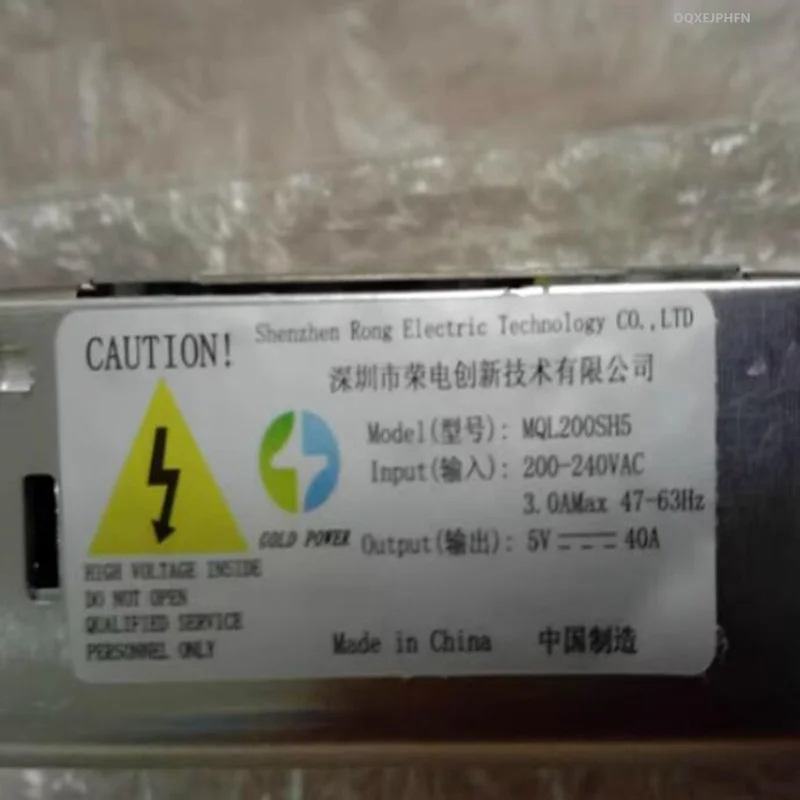 OQXEJPHFN
CAUTION!
Shenzhen Rong Electric Technology CO.,LTD
深圳市荣电创新技术有限公司
Model(型号): MQL200SH5
Input(输入): 200-240VAC
3.0AMax 47-63Hz
GOLD POWER
Output(输出): 5V 40A
HIGH VOLTAGE INSIDE
DO NOT OPEN
QUALIFIED SERVICE
PERSONNEL ONLY
Made in China 中国制造